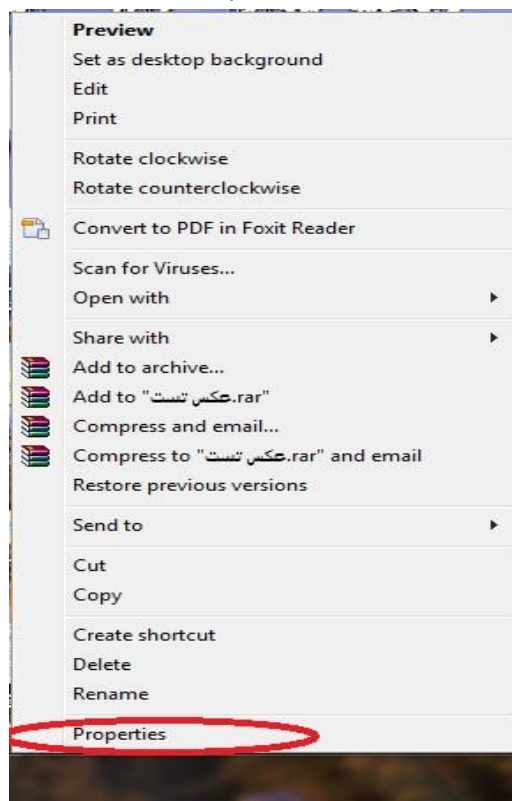 Preview
Set as desktop background
Edit
Print
Rotate clockwise
Rotate counterclockwise
Convert to PDF in Foxit Reader
Scan for Viruses...
Open with
Share with
Add to archive...
Add to "عکس تست.rar"
Compress and email...
Compress to "عکس تست.rar" and email
Restore previous versions
Send to
Cut
Copy
Create shortcut
Delete
Rename
Properties